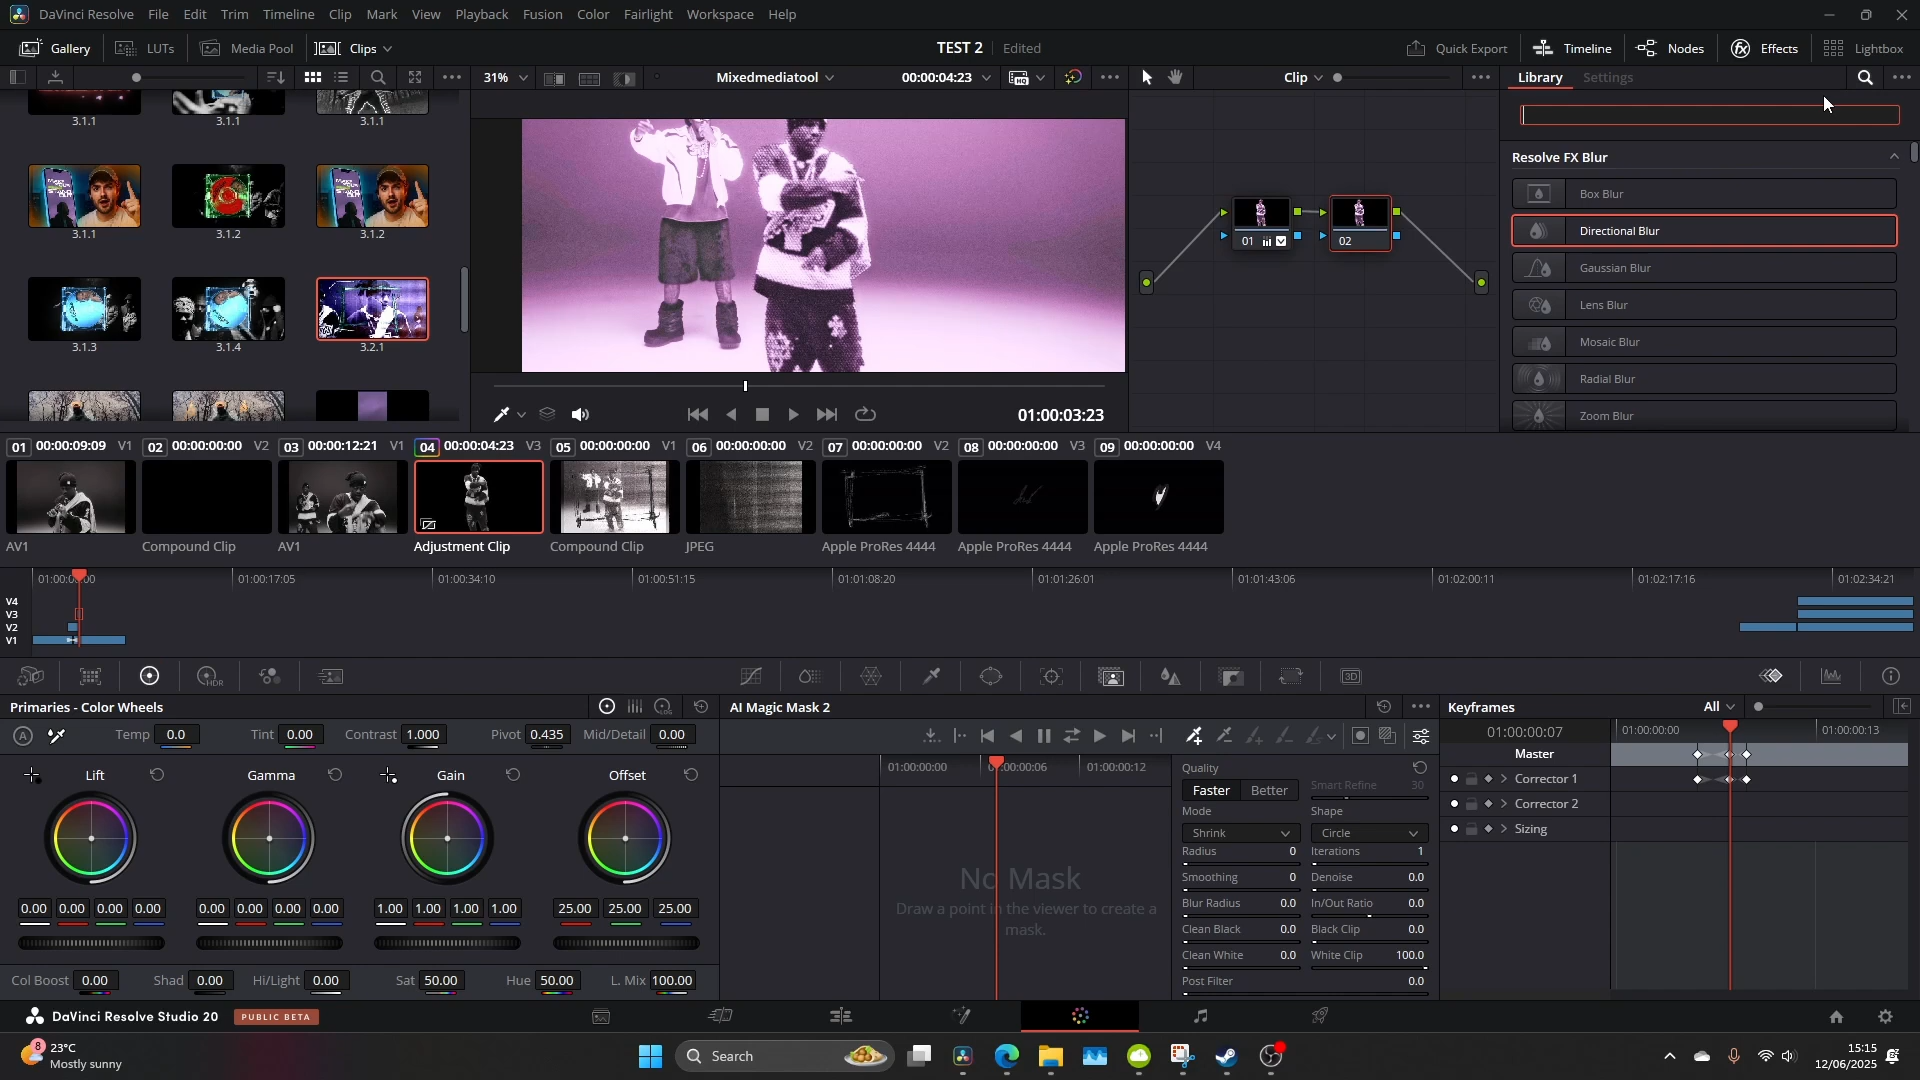 DaVinci Resolve File Edit Trim Timeline Clip Mark View Playback Fusion Color Fairlight Workspace Help
Gallery LUTs Media Pool Clips TEST 2 Edited Quick Export Timeline Nodes Effects Lightbox
31% Mixedmediatool 00:00:04:23 Clip Library Settings
3.1.1 3.1.1 3.1.1
3.1.1 3.1.2 3.1.2
3.1.3 3.1.4 3.2.1
01:00:03:23
01 02
Resolve FX Blur
Box Blur
Directional Blur
Gaussian Blur
Lens Blur
Mosaic Blur
Radial Blur
Zoom Blur
01 00:00:09:09 V1 02 00:00:00:00 V2 03 00:00:12:21 V1 04 00:00:04:23 V3 05 00:00:00:00 V1 06 00:00:00:00 V2 07 00:00:00:00 V2 08 00:00:00:00 V3 09 00:00:00:00 V4
AV1 Compound Clip AV1 Adjustment Clip Compound Clip JPEG Apple ProRes 4444 Apple ProRes 4444 Apple ProRes 4444
01:00:17:05 01:00:34:10 01:00:51:15 01:01:08:20 01:01:26:01 01:01:43:06 01:02:00:11 01:02:17:16 01:02:34:21
V4
V3
V2
V1
HDR 3D
Primaries - Color Wheels LOG
A Temp 0.0 Tint 0.00 Contrast 1.000 Pivot 0.435 Mid/Detail 0.00
Lift Gamma Gain Offset
0.00 0.00 0.00 0.00 0.00 0.00 0.00 0.00 1.00 1.00 1.00 1.00 25.00 25.00 25.00
Col Boost 0.00 Shad 0.00 Hi/Light 0.00 Sat 50.00 Hue 50.00 L. Mix 100.00
AI Magic Mask 2
00:00:00:00 00:00:06 00:00:00:12
No Mask
Draw a point in the viewer to create a
mask.
Quality
Faster Better Smart Refine 30
Mode Shape
Shrink Circle
Radius 0 Iterations 1
Smoothing 0 Denoise 0.0
Blur Radius 0.0 In/Out Ratio 0.0
Clean Black 0.0 Black Clip 0.0
Clean White 0.0 White Clip 100.0
Post Filter 0.0
Keyframes All
01:00:00:07 01:00:00:00 01:00:00:13
Master
Corrector 1
Corrector 2
Sizing
DaVinci Resolve Studio 20 PUBLIC BETA
8 23°C
Mostly sunny
Search
15:15
12/06/2025